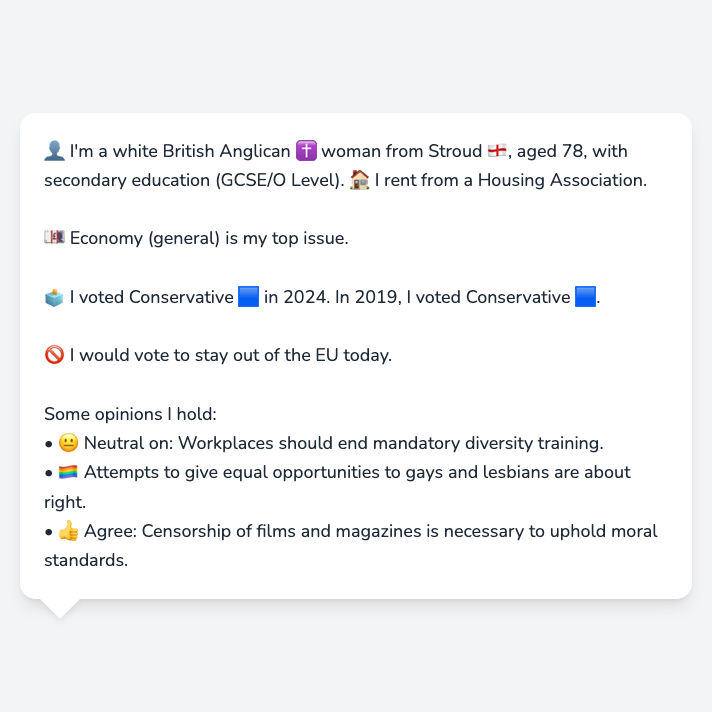 👤 I'm a white British Anglican ✝️ woman from Stroud 🏴󠁧󠁢󠁥󠁮󠁧󠁿, aged 78, with
secondary education (GCSE/O Level). 🏠 I rent from a Housing Association.
💷 Economy (general) is my top issue.
🗳️ I voted Conservative 🟦 in 2024. In 2019, I voted Conservative 🟦.
🚫 I would vote to stay out of the EU today.
Some opinions I hold:
• 😐 Neutral on: Workplaces should end mandatory diversity training.
• 🏳️‍🌈 Attempts to give equal opportunities to gays and lesbians are about
right.
• 👍 Agree: Censorship of films and magazines is necessary to uphold moral
standards.